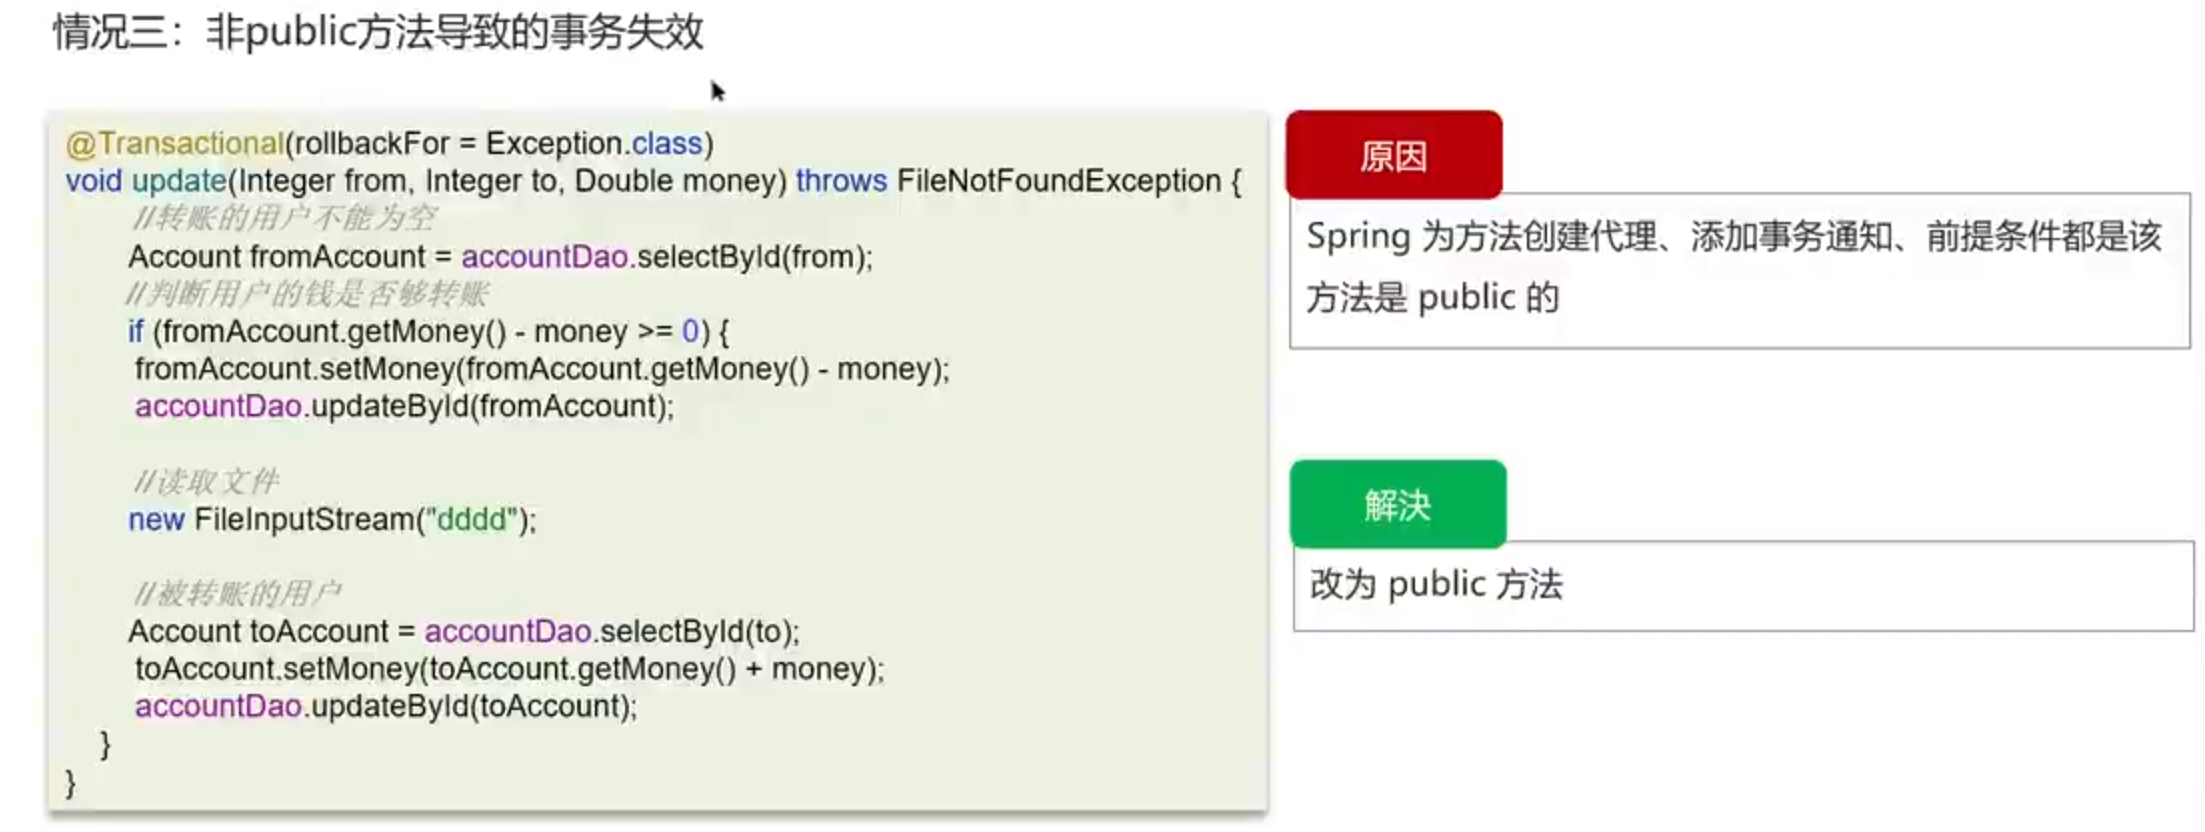 情况三：非public方法导致的事务失效
@Transactional(rollbackFor = Exception.class)
void update(Integer from, Integer to, Double money) throws FileNotFoundException {
//转账的用户不能为空
Account fromAccount = accountDao.selectById(from);
//判断用户的钱是否够转账
if (fromAccount.getMoney() - money >= 0) {
fromAccount.setMoney(fromAccount.getMoney() - money);
accountDao.updateById(fromAccount);
//读取文件
new FileInputStream("dddd");
//被转账的用户
Account toAccount = accountDao.selectById(to);
toAccount.setMoney(toAccount.getMoney() + money);
accountDao.updateById(toAccount);
}
}
原因
Spring 为方法创建代理、添加事务通知、前提条件都是该
方法是 public 的
解决
改为 public 方法